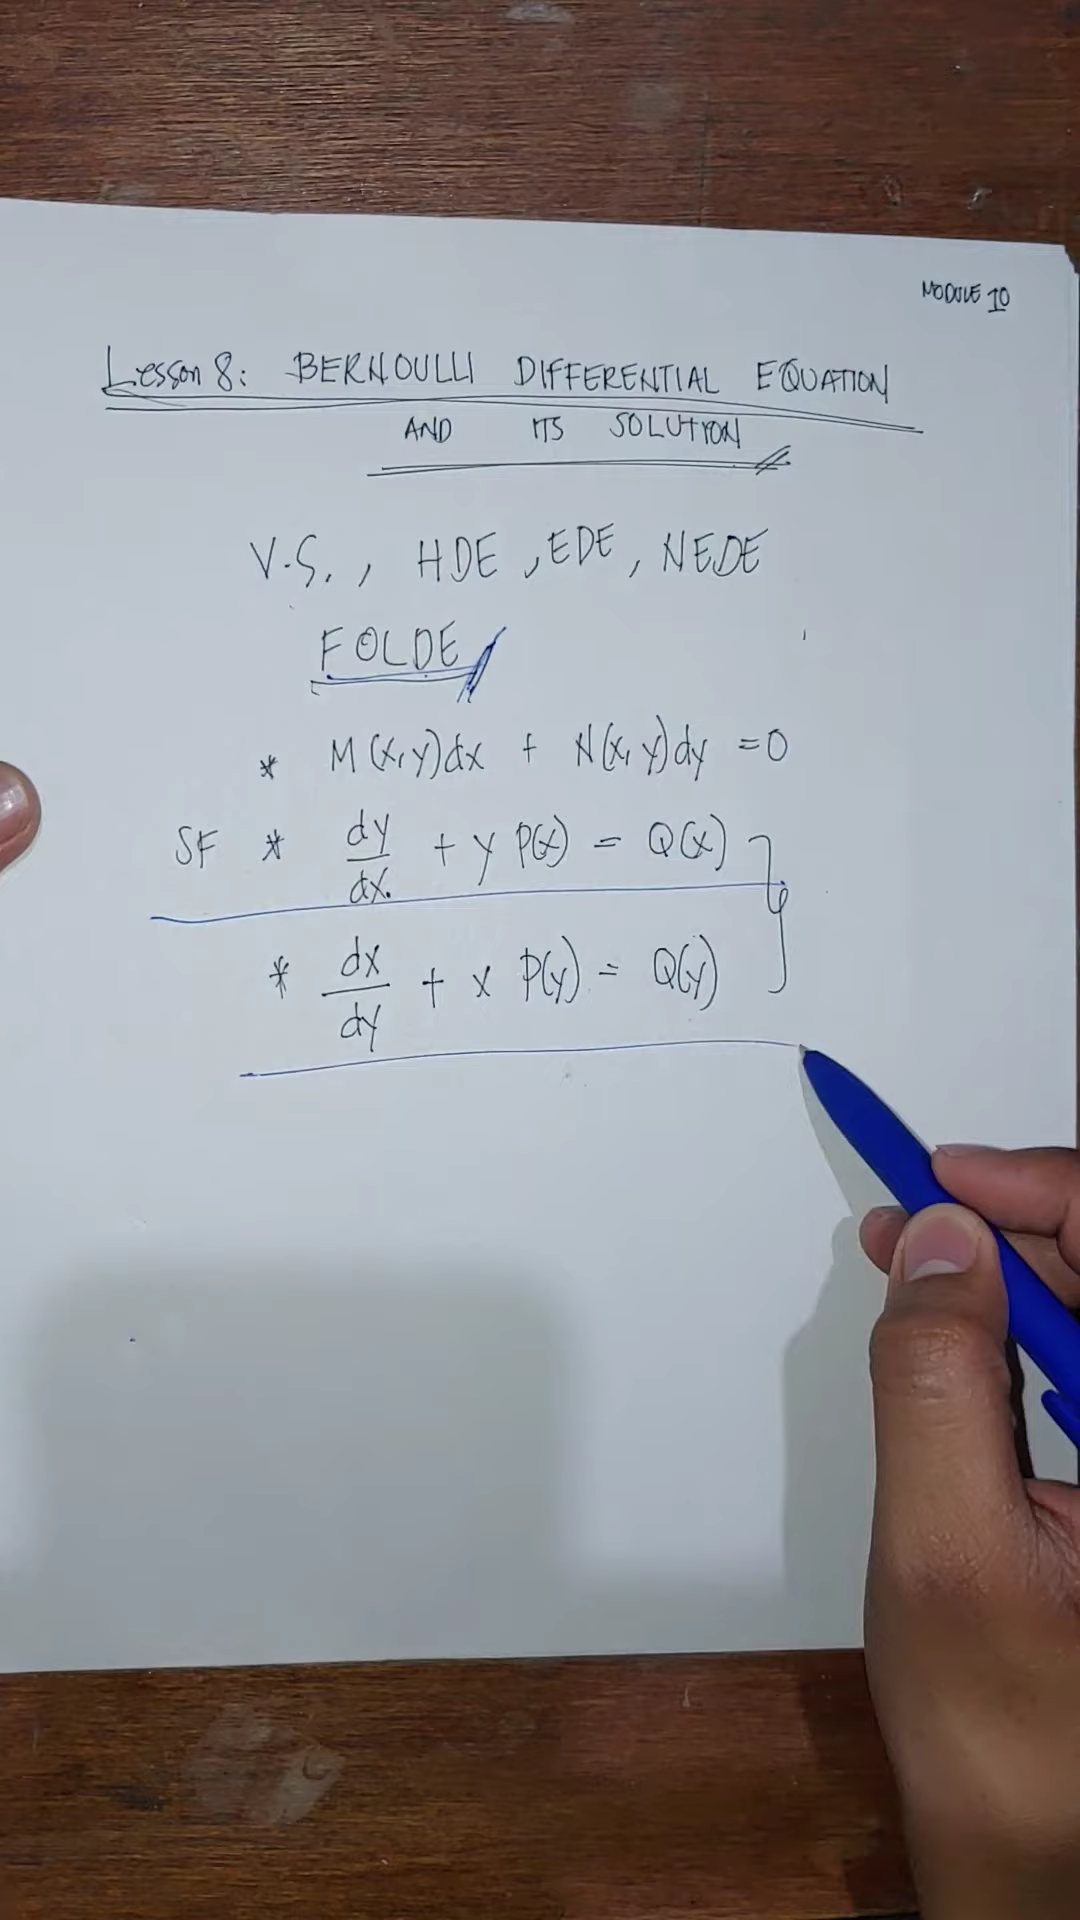 MODULE 10
Lesson 8: BERNOULLI DIFFERENTIAL EQUATION
AND ITS SOLUTION
V.S., HDE, EDE, NEDE
FOLDE
* M(x,y)dx + N(x,y)dy = 0
SF * dy/dx + y P(x) = Q(x)
* dx/dy + x P(y) = Q(y)